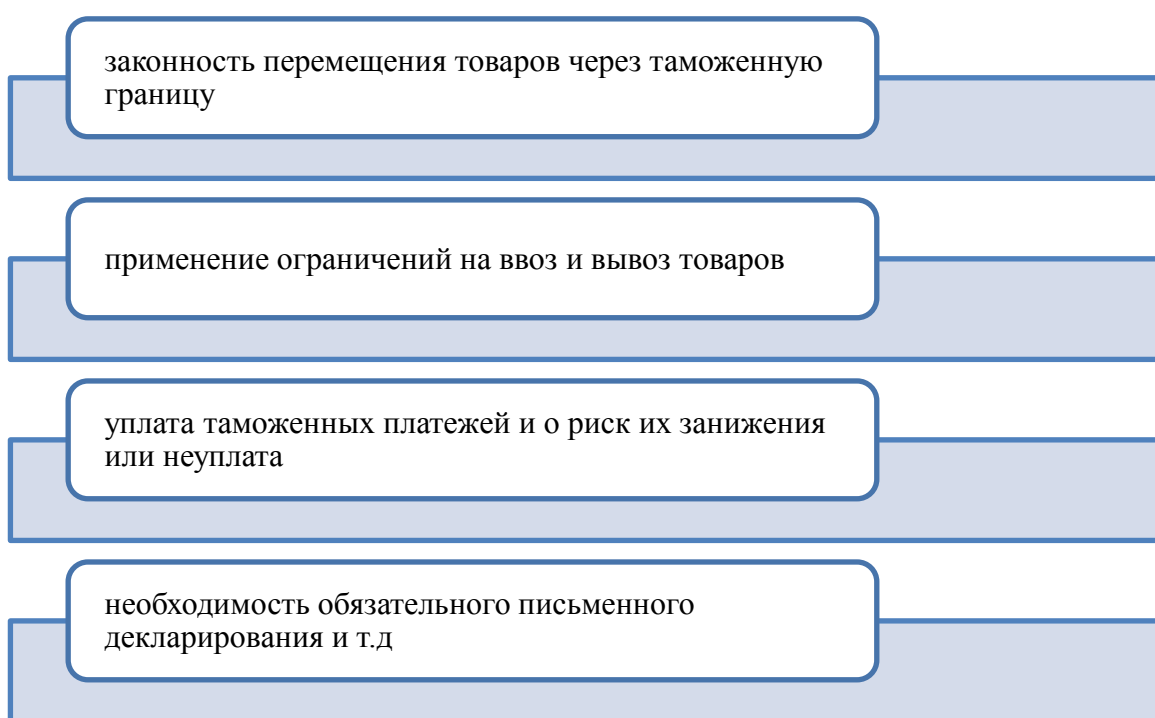 законность перемещения товаров через таможенную
границу
применение ограничений на ввоз и вывоз товаров
уплата таможенных платежей и о риск их занижения
или неуплата
необходимость обязательного письменного
декларирования и т.д